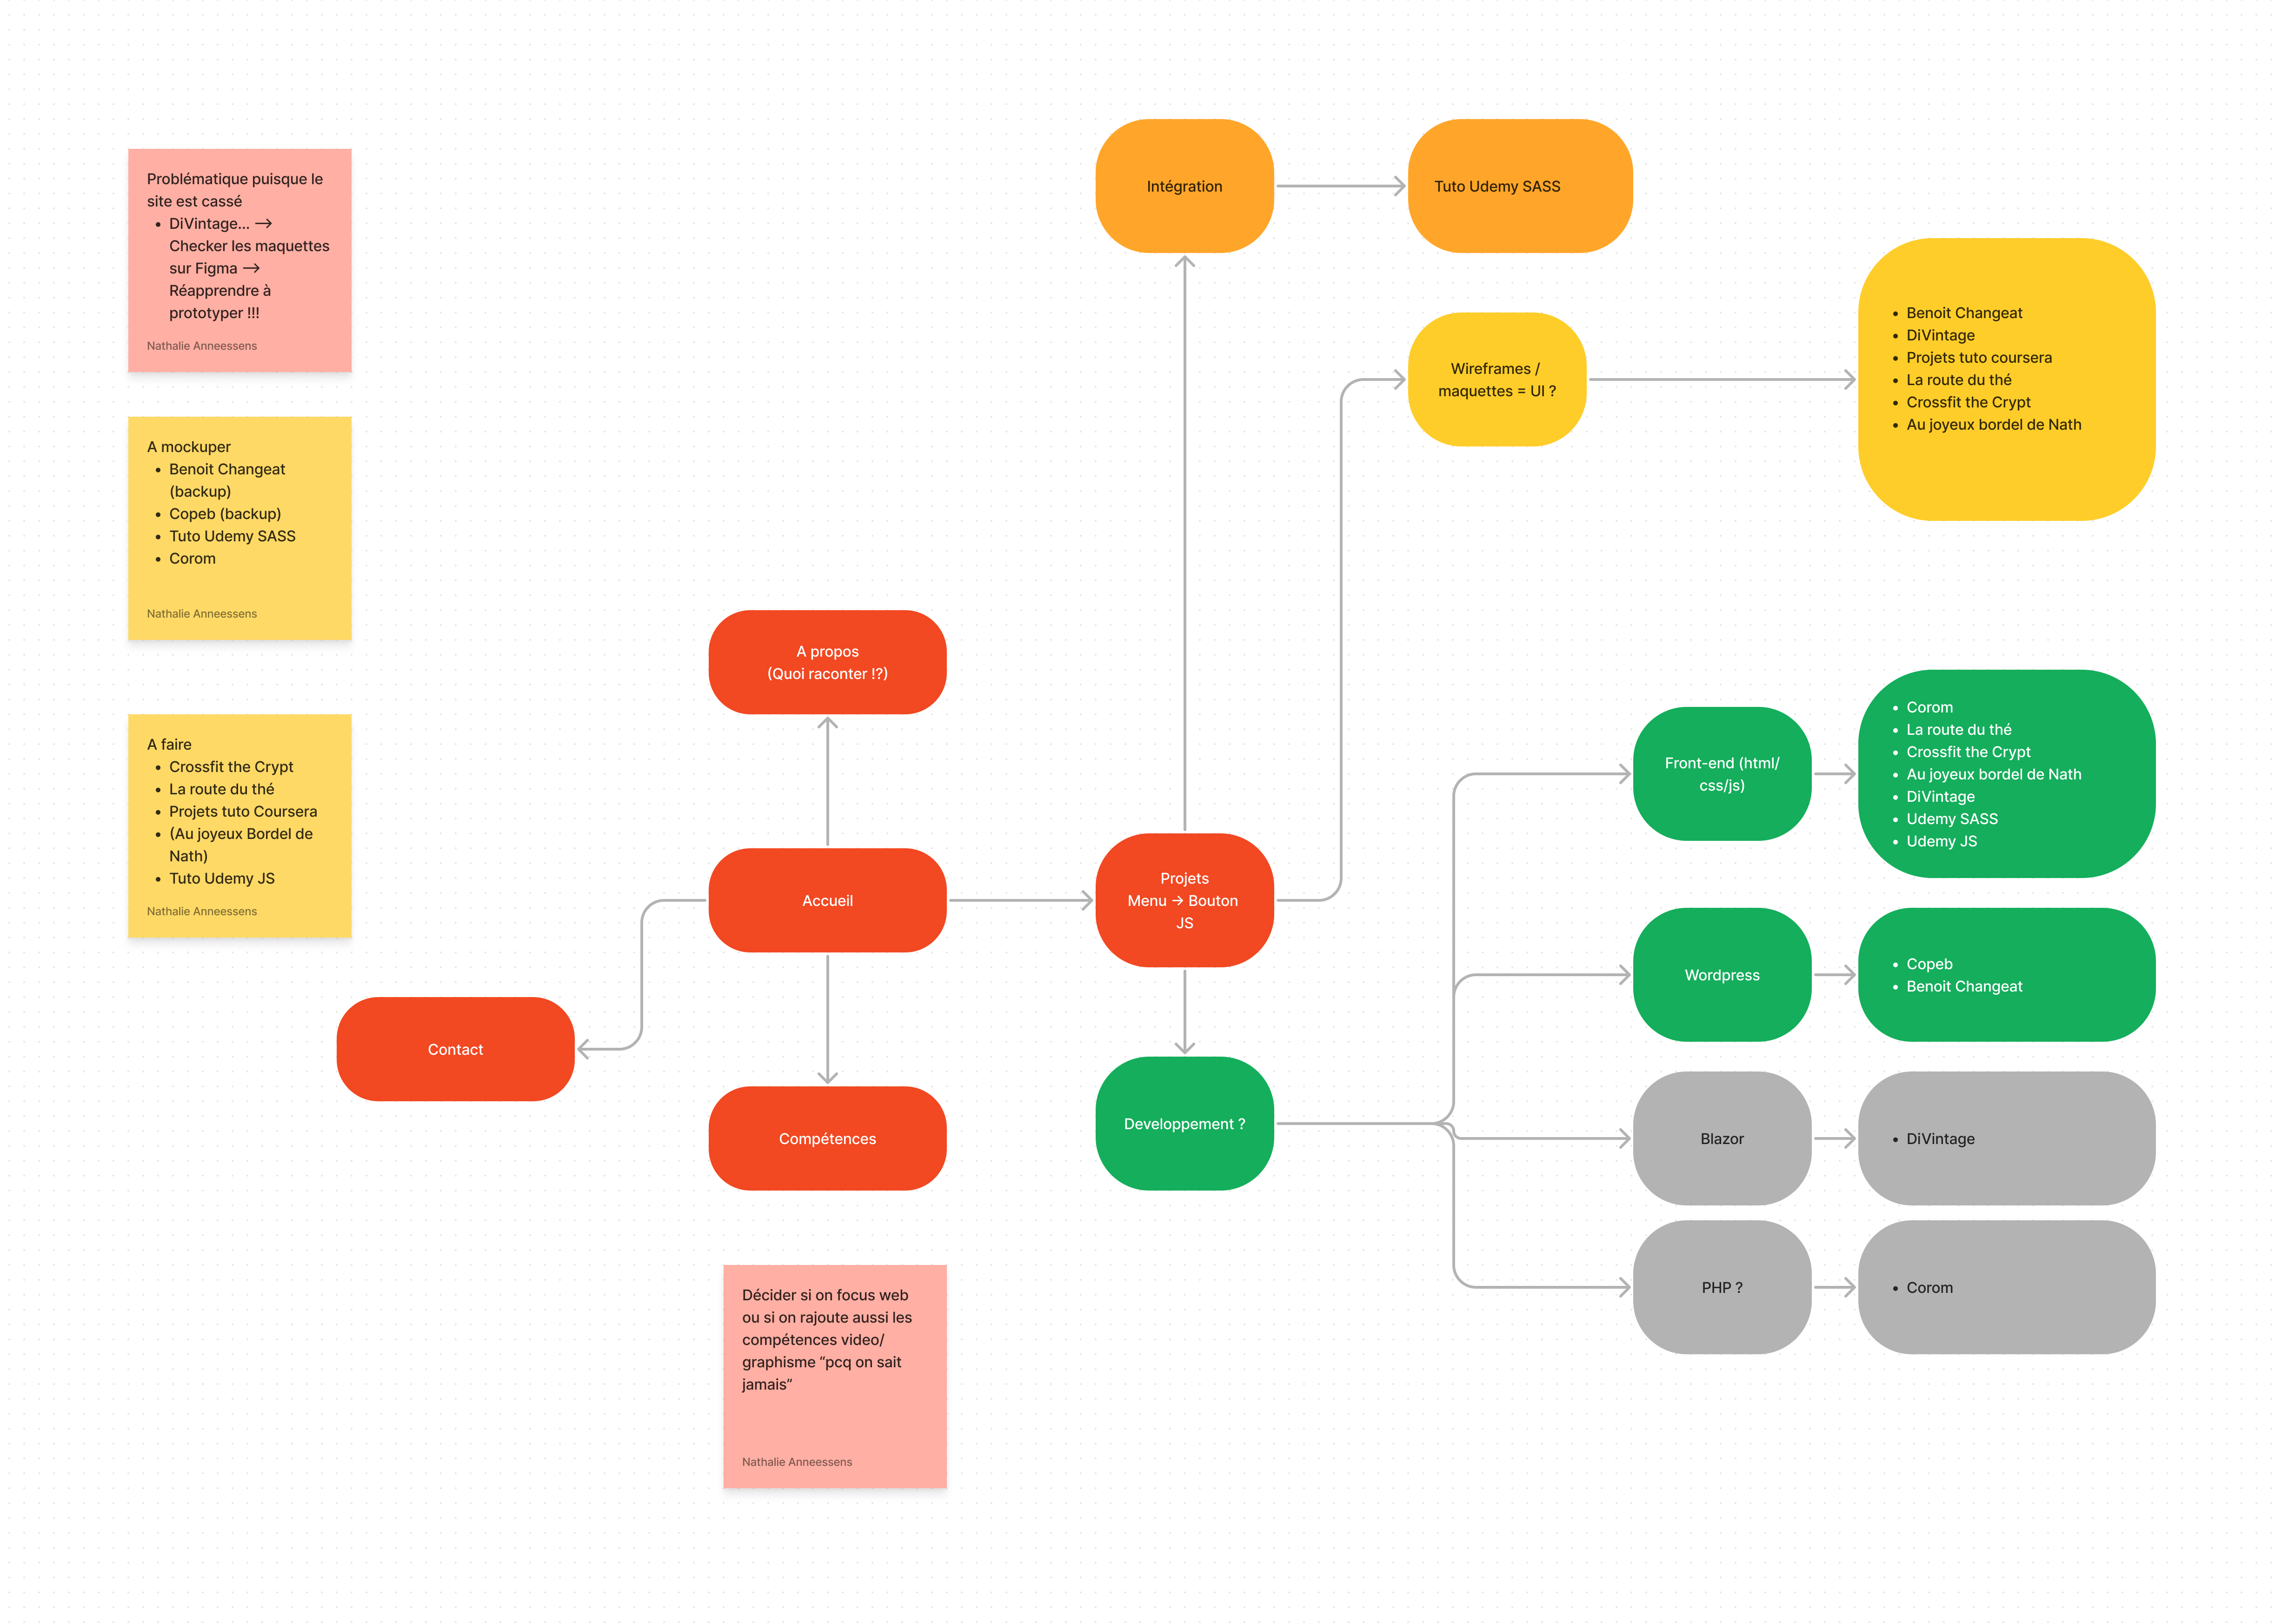 Problématique puisque le
site est cassé
• DiVintage... →
Checker les maquettes
sur Figma →
Réapprendre à
prototyper !!!
Nathalie Anneessens
A mockuper
• Benoit Changeat
(backup)
• Copeb (backup)
• Tuto Udemy SASS
• Corom
Nathalie Anneessens
A faire
• Crossfit the Crypt
• La route du thé
• Projets tuto Coursera
• (Au joyeux Bordel de
Nath)
• Tuto Udemy JS
Nathalie Anneessens
A propos
(Quoi raconter !?)
Accueil
Contact
Compétences
Décider si on focus web
ou si on rajoute aussi les
compétences video/
graphisme “pcq on sait
jamais”
Nathalie Anneessens
Intégration
Tuto Udemy SASS
Wireframes /
maquettes = UI ?
• Benoit Changeat
• DiVintage
• Projets tuto coursera
• La route du thé
• Crossfit the Crypt
• Au joyeux bordel de Nath
Projets
Menu → Bouton
JS
Developpement ?
Front-end (html/
css/js)
• Corom
• La route du thé
• Crossfit the Crypt
• Au joyeux bordel de Nath
• DiVintage
• Udemy SASS
• Udemy JS
Wordpress
• Copeb
• Benoit Changeat
Blazor
• DiVintage
PHP ?
• Corom